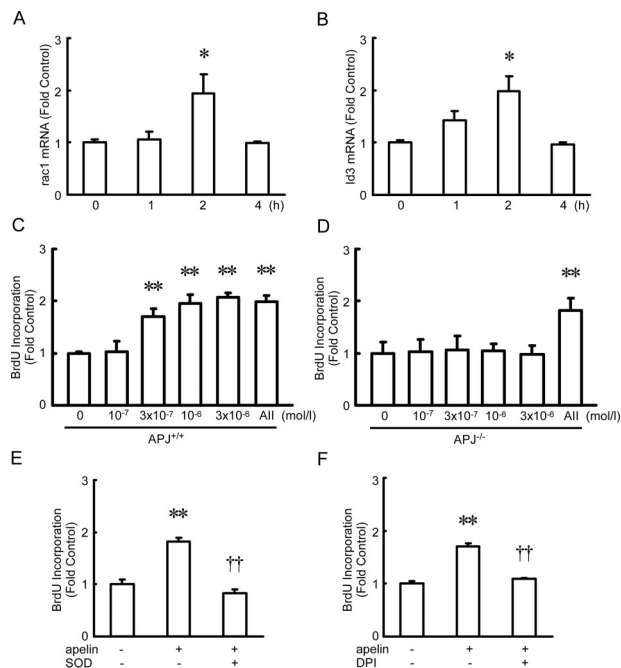 A
rac1 mRNA (Fold Control)
3
2
1
0
*
0 1 2 4 (h)
B
Id3 mRNA (Fold Control)
3
2
1
0
*
0 1 2 4 (h)
C
BrdU Incorporation
(Fold Control)
3
2
1
0
** ** ** **
0 10-7 3x10-7 10-6 3x10-6 AII (mol/l)
APJ+/+
D
BrdU Incorporation
(Fold Control)
3
2
1
0
**
0 10-7 3x10-7 10-6 3x10-6 AII (mol/l)
APJ-/-
E
BrdU Incorporation
(Fold Control)
3
2
1
0
**
††
apelin - + +
SOD - - +
F
BrdU Incorporation
(Fold Control)
3
2
1
0
**
††
apelin - + +
DPI - - +